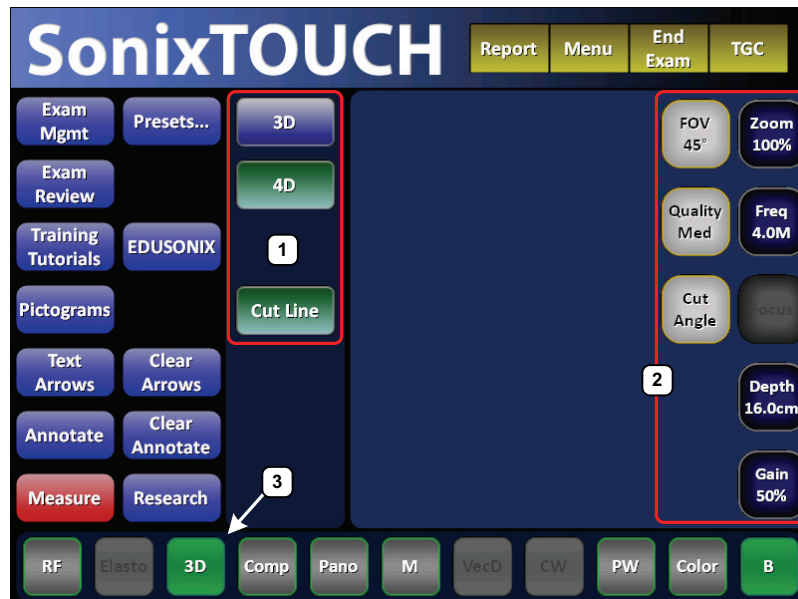 SonixTOUCH
Report
Menu
End
Exam
TGC
Exam
Mgmt
Presets...
Exam
Review
Training
Tutorials
EDUSONIX
Pictograms
Text
Arrows
Clear
Arrows
Annotate
Clear
Annotate
Measure
Research
3D
4D
1
Cut Line
FOV
45°
Zoom
100%
Quality
Med
Freq
4.0M
Cut
Angle
Focus
2
Depth
16.0cm
Gain
50%
3
RF
Elasto
3D
Comp
Pano
M
VecD
CW
PW
Color
B